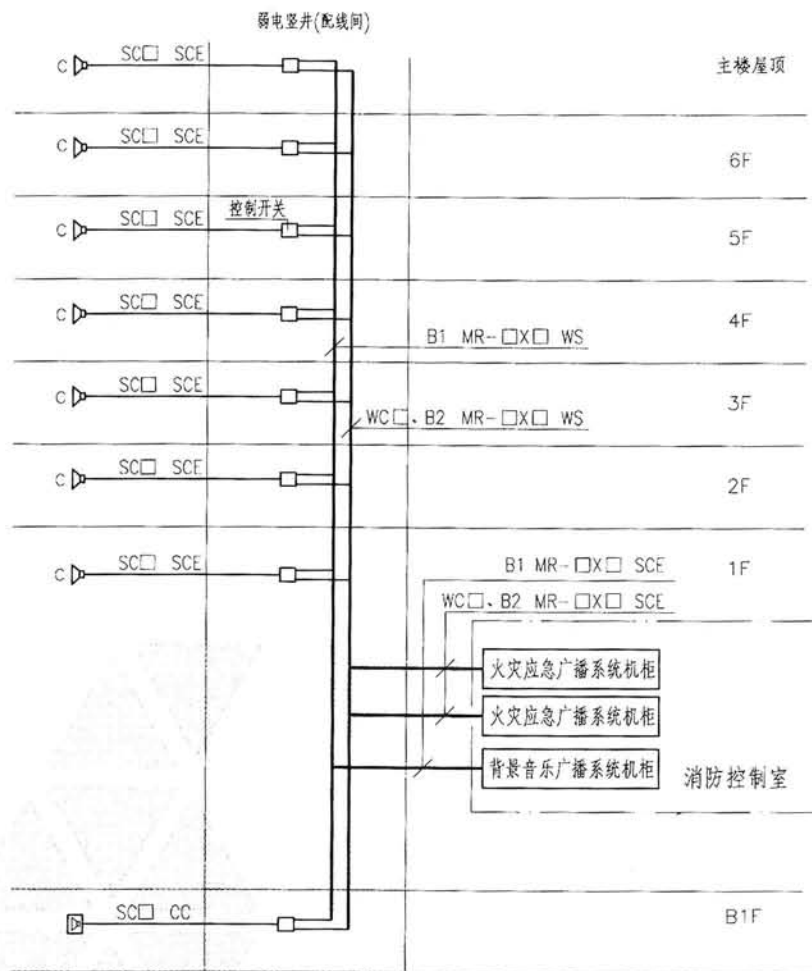 弱电竖井(配线间)
C SC□ SCE 主楼屋顶
C SC□ SCE 6F
C SC□ SCE 控制开关 5F
C SC□ SCE 4F
B1 MR-□X□ WS
C SC□ SCE 3F
WC□、B2 MR-□X□ WS
C SC□ SCE 2F
C SC□ SCE 1F
B1 MR-□X□ SCE
WC□、B2 MR-□X□ SCE
火灾应急广播系统机柜
火灾应急广播系统机柜
背景音乐广播系统机柜
消防控制室
SC□ CC B1F